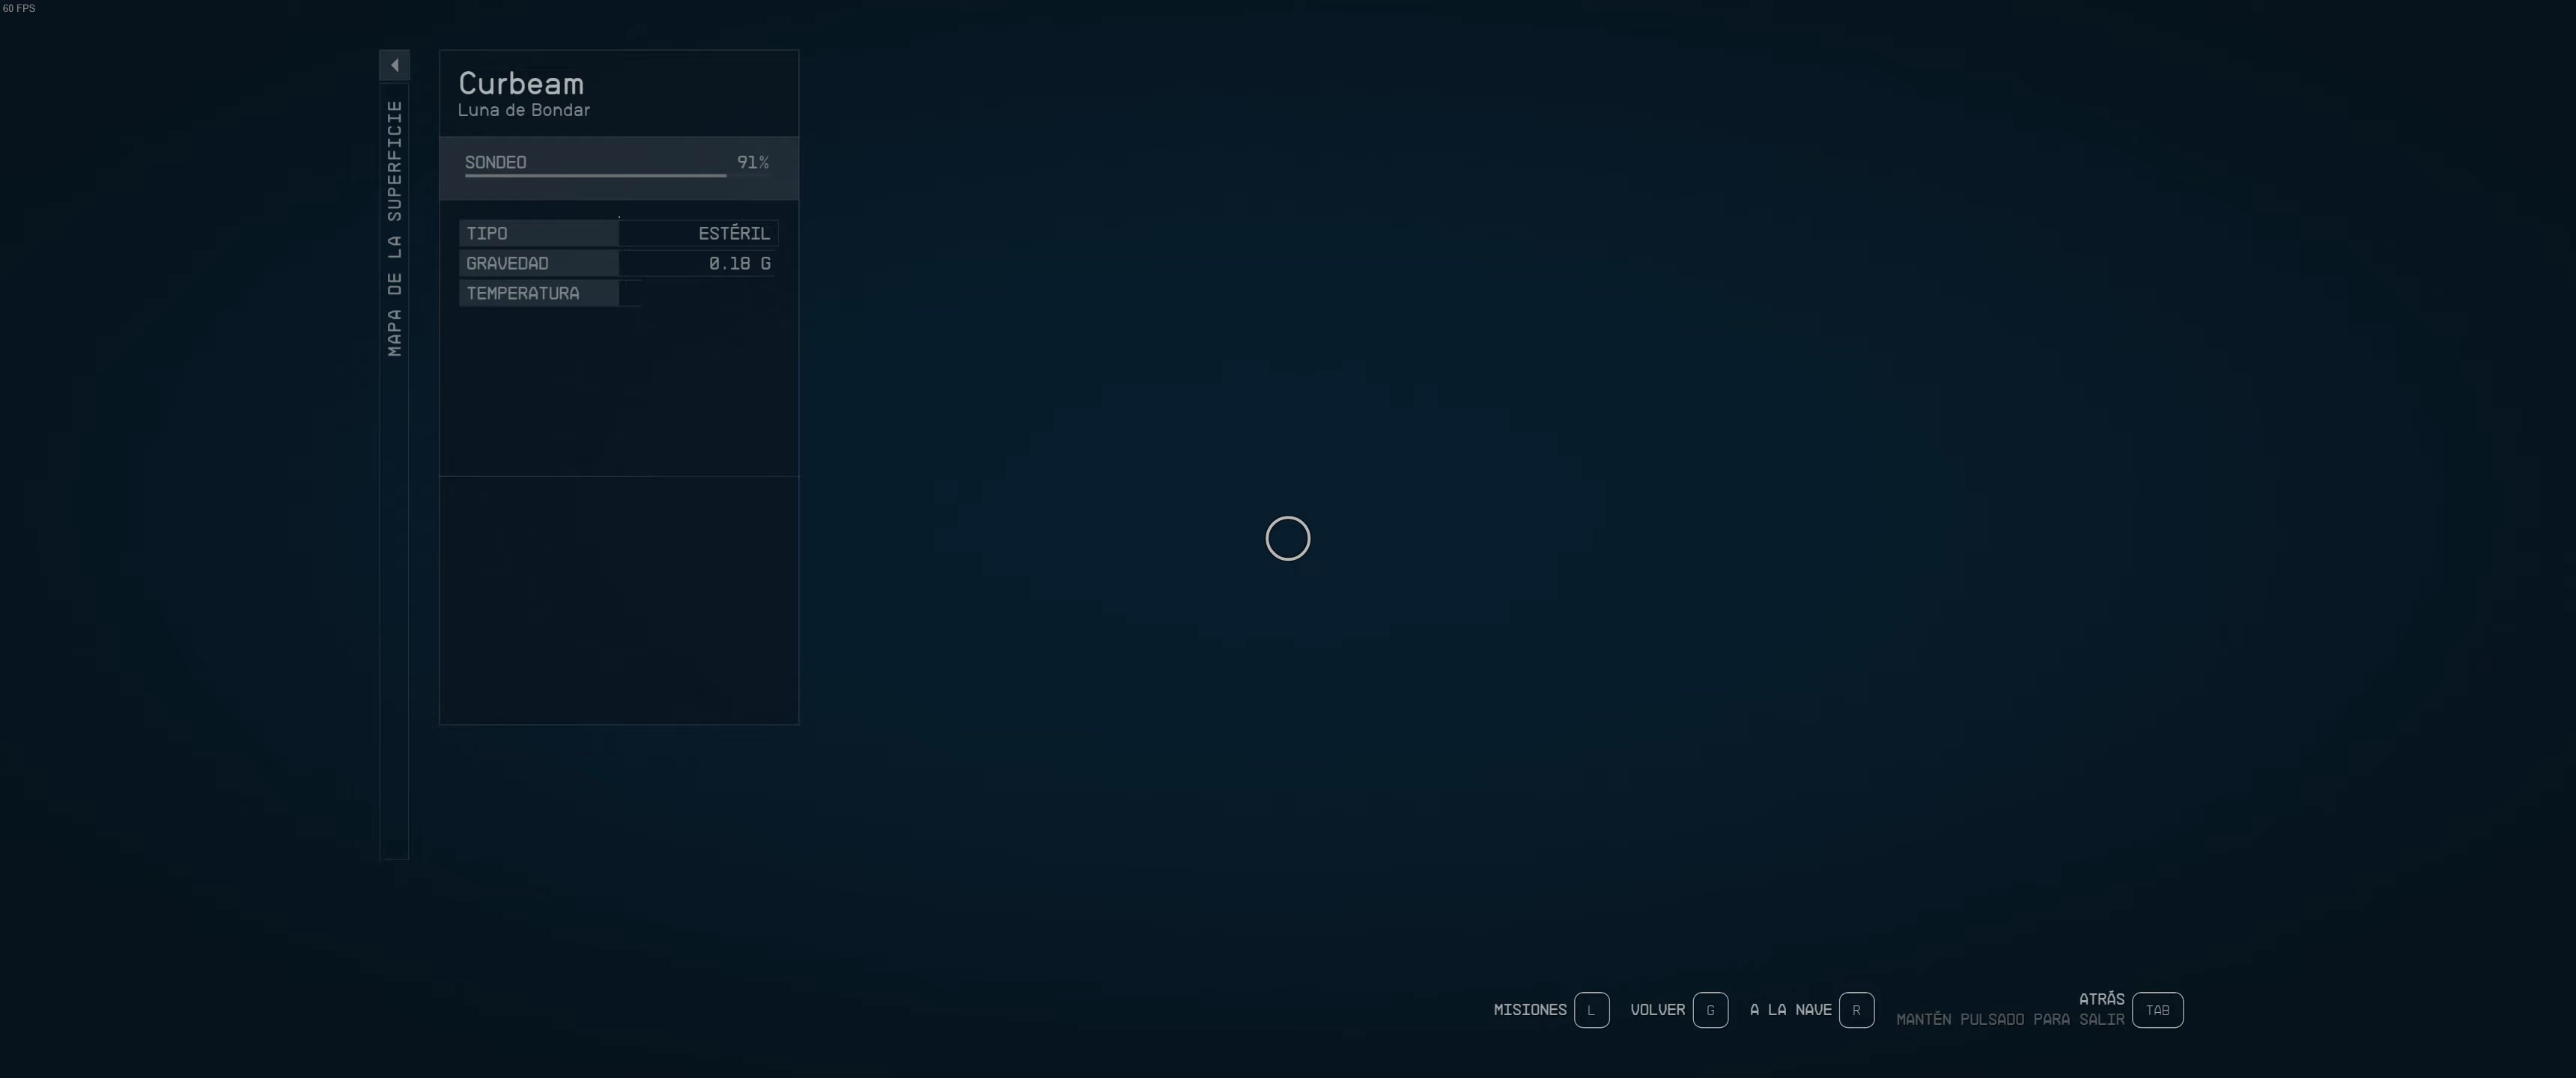 60 FPS
MAPA DE LA SUPERFICIE
Curbeam
Luna de Bondar
SONDEO 91%
TIPO ESTÉRIL
GRAVEDAD 0.18 G
TEMPERATURA
MISIONES L VOLVER G A LA NAVE R ATRÁS TAB
MANTÉN PULSADO PARA SALIR